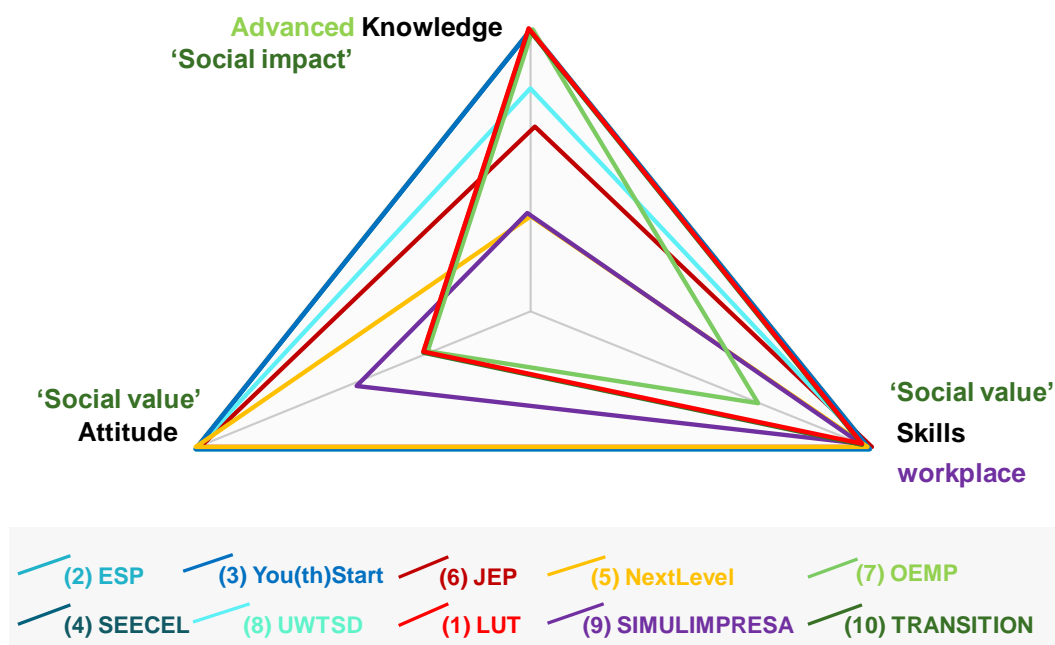 Advanced Knowledge
‘Social impact’
‘Social value’
Attitude
‘Social value’
Skills
workplace
(2) ESP
(3) You(th)Start
(6) JEP
(5) NextLevel
(7) OEMP
(4) SEECEL
(8) UWTSD
(1) LUT
(9) SIMULIMPRESA
(10) TRANSITION